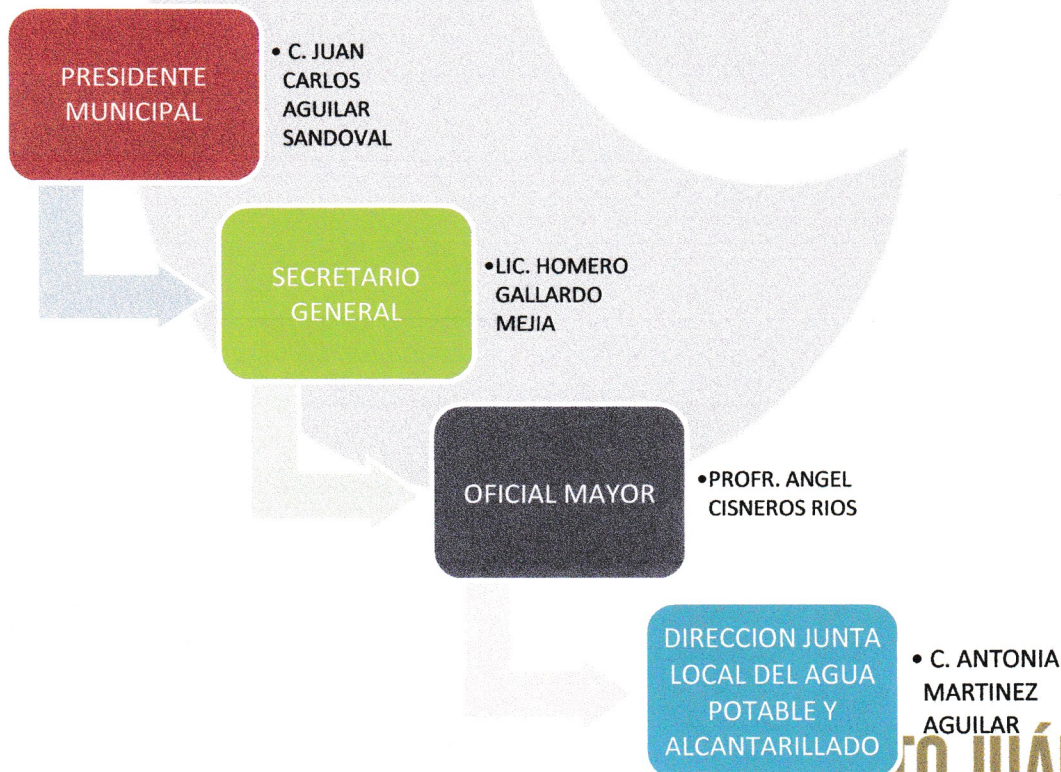 PRESIDENTE
MUNICIPAL
• C. JUAN
CARLOS
AGUILAR
SANDOVAL
SECRETARIO
GENERAL
•LIC. HOMERO
GALLARDO
MEJIA
OFICIAL MAYOR
•PROFR. ANGEL
CISNEROS RIOS
DIRECCION JUNTA
LOCAL DEL AGUA
POTABLE Y
ALCANTARILLADO
• C. ANTONIA
MARTINEZ
AGUILAR